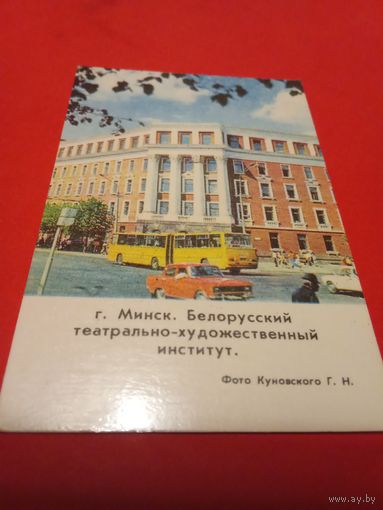 г. Минск. Белорусский
театрально-художественный
институт.
Фото Куновского Г. Н.
www.ay.by